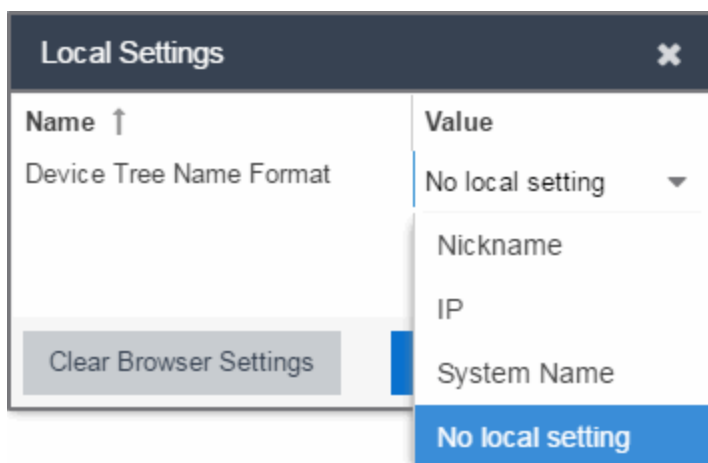 Local Settings
Name ↑ Value
Device Tree Name Format No local setting
Nickname
IP
Clear Browser Settings System Name
No local setting